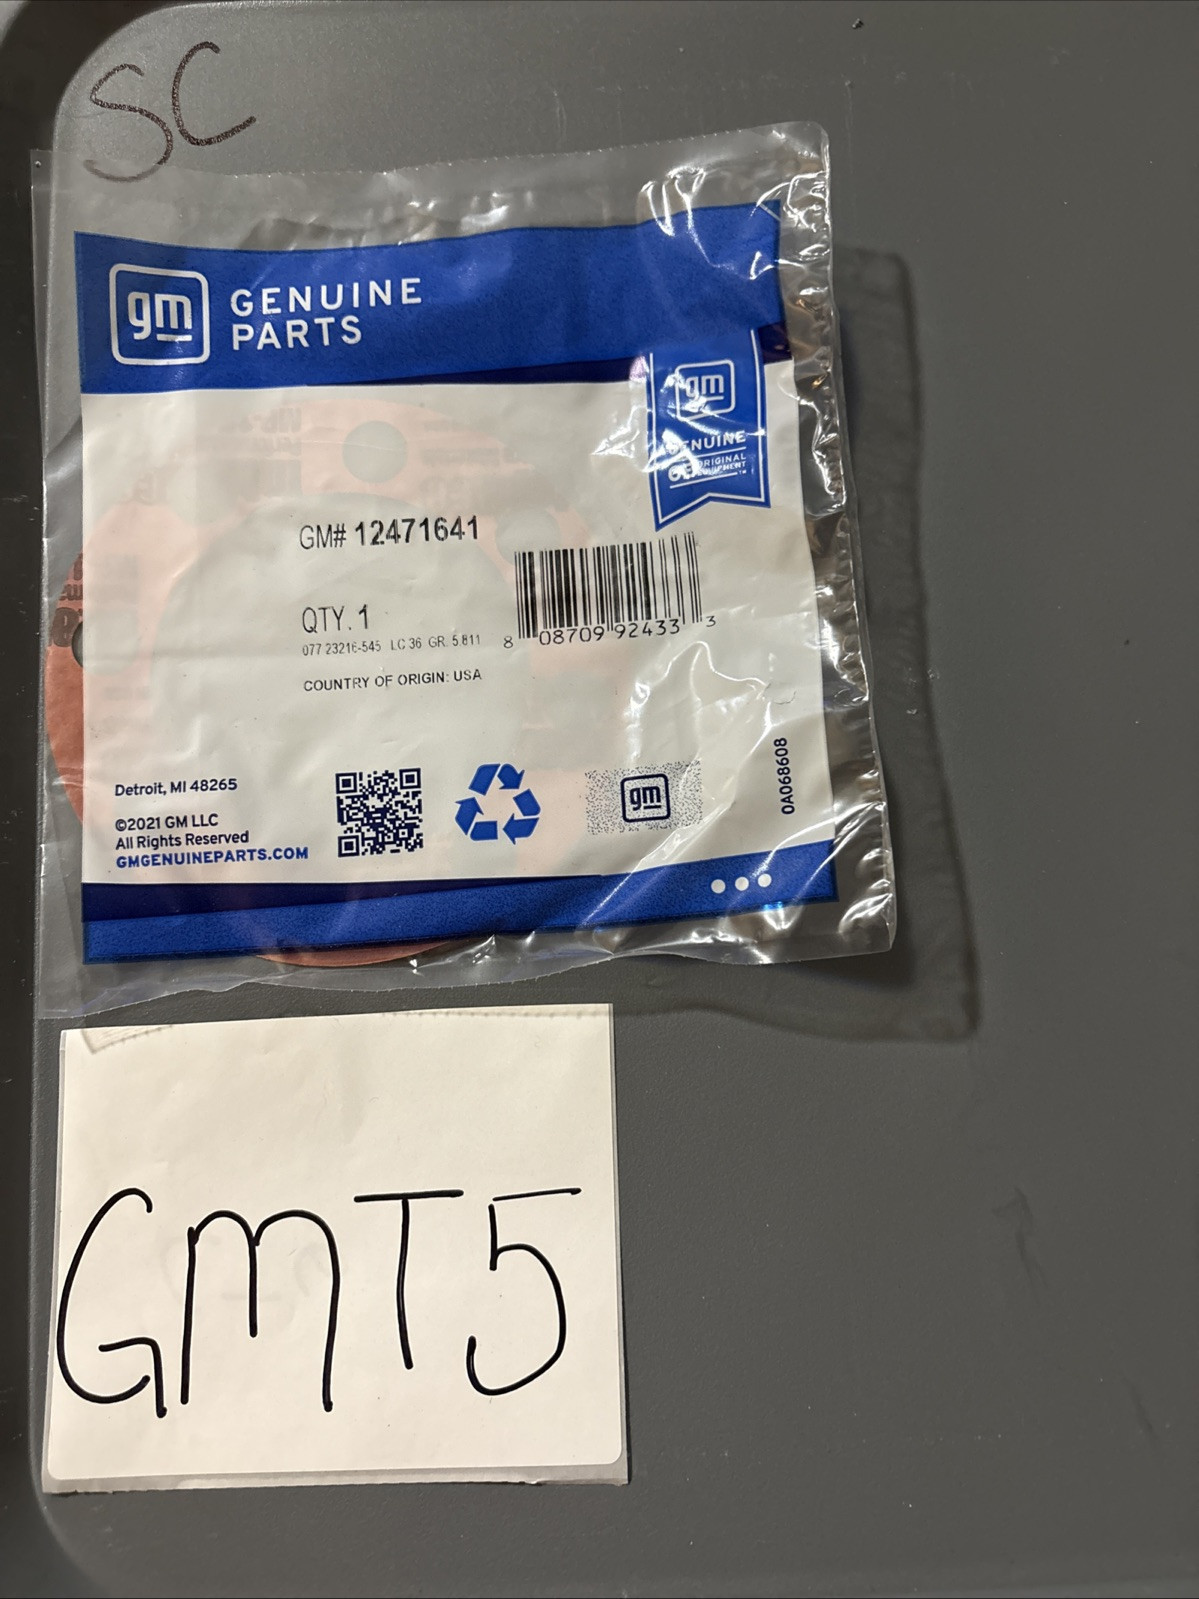 SC
gm GENUINE
PARTS
gm
GENUINE
GM# 12471641
QTY. 1
077 23216-545 LC 36 GR. 5.811
COUNTRY OF ORIGIN: USA
8 08709 92433 3
Detroit, MI 48265
©2021 GM LLC
All Rights Reserved
GMGENUINEPARTS.COM
gm
0A068608
GMT5